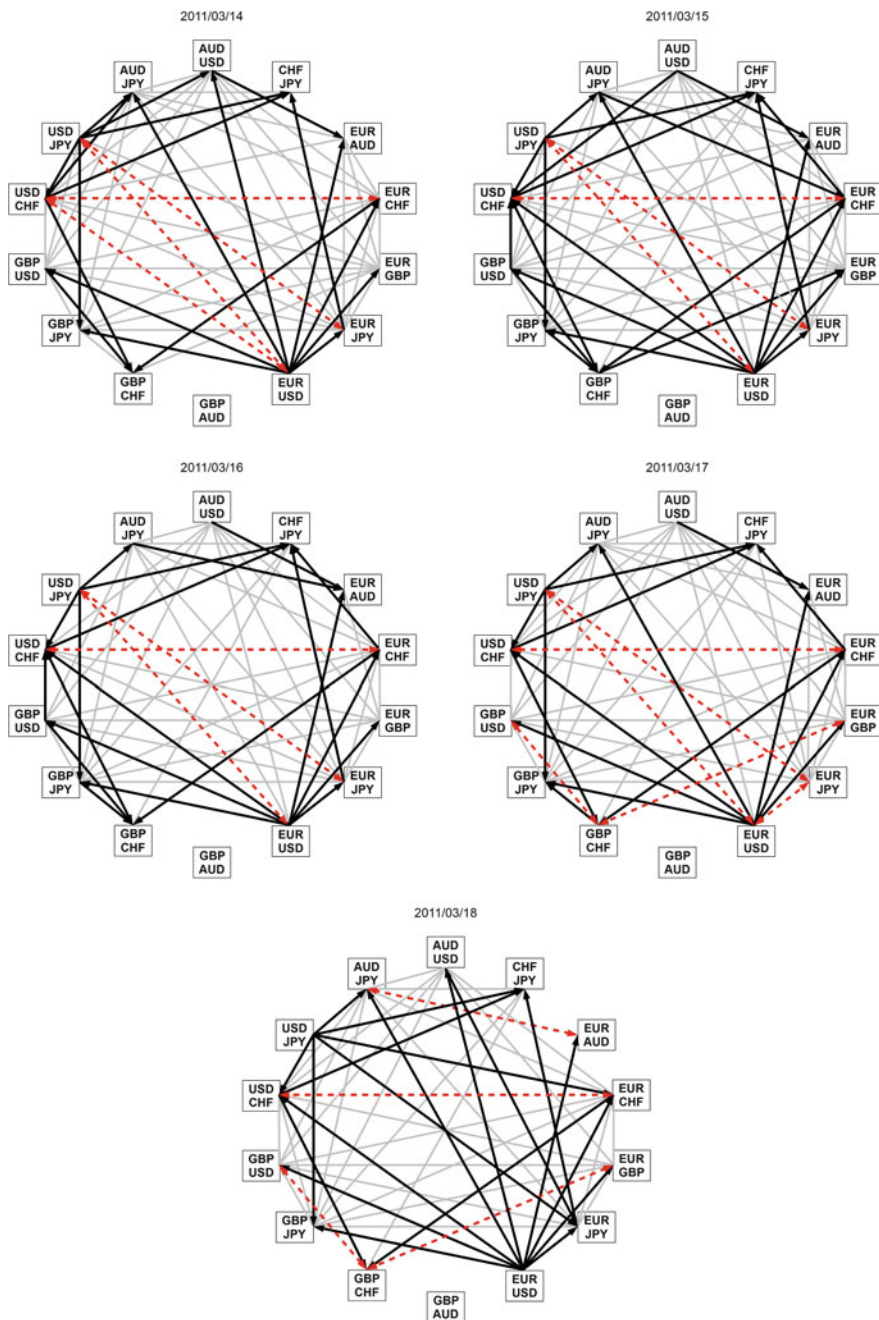 2011/03/14
AUD
USD
AUD
JPY
CHF
JPY
USD
JPY
EUR
AUD
USD
CHF
EUR
CHF
GBP
USD
EUR
GBP
GBP
JPY
EUR
JPY
GBP
CHF
EUR
USD
GBP
AUD
2011/03/15
AUD
USD
AUD
JPY
CHF
JPY
USD
JPY
EUR
AUD
USD
CHF
EUR
CHF
GBP
USD
EUR
GBP
GBP
JPY
EUR
JPY
GBP
CHF
EUR
USD
GBP
AUD
2011/03/16
AUD
USD
AUD
JPY
CHF
JPY
USD
JPY
EUR
AUD
USD
CHF
EUR
CHF
GBP
USD
EUR
GBP
GBP
JPY
EUR
JPY
GBP
CHF
EUR
USD
GBP
AUD
2011/03/17
AUD
USD
AUD
JPY
CHF
JPY
USD
JPY
EUR
AUD
USD
CHF
EUR
CHF
GBP
USD
EUR
GBP
GBP
JPY
EUR
JPY
GBP
CHF
EUR
USD
GBP
AUD
2011/03/18
AUD
USD
AUD
JPY
CHF
JPY
USD
JPY
EUR
AUD
USD
CHF
EUR
CHF
GBP
USD
EUR
GBP
GBP
JPY
EUR
JPY
GBP
CHF
EUR
USD
GBP
AUD